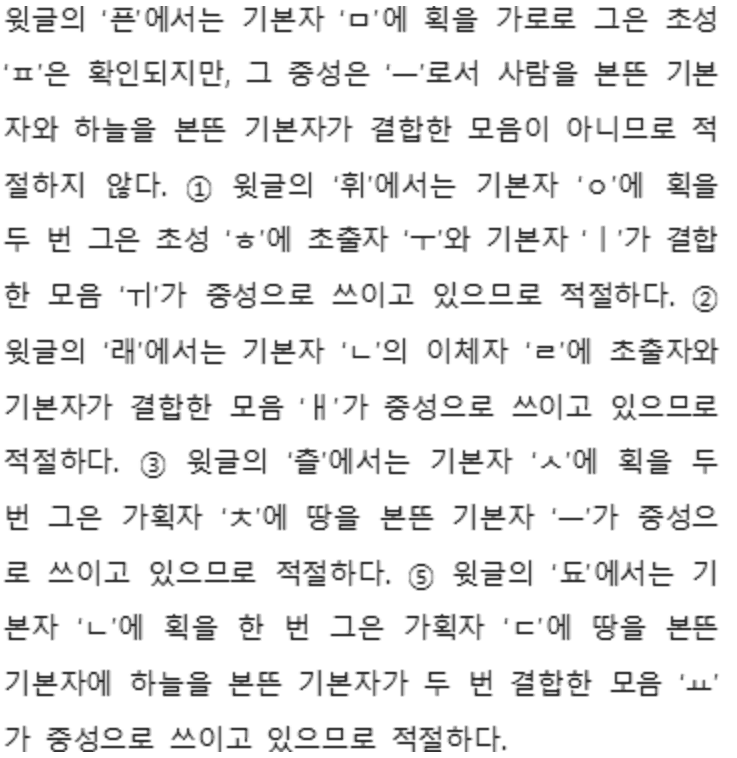 윗글의 ‘픈’에서는 기본자 ‘ㅁ’에 획을 가로로 그은 초성
‘ㅍ’은 확인되지만, 그 중성은 ‘ㅡ’로서 사람을 본뜬 기본
자와 하늘을 본뜬 기본자가 결합한 모음이 아니므로 적
절하지 않다. ① 윗글의 ‘휘’에서는 기본자 ‘ㅇ’에 획을
두 번 그은 초성 ‘ㅎ’에 초출자 ‘ㅜ’와 기본자 ‘ㅣ’가 결합
한 모음 ‘ㅟ’가 중성으로 쓰이고 있으므로 적절하다. ②
윗글의 ‘래’에서는 기본자 ‘ㄴ’의 이체자 ‘ㄹ’에 초출자와
기본자가 결합한 모음 ‘ㅐ’가 중성으로 쓰이고 있으므로
적절하다. ③ 윗글의 ‘츨’에서는 기본자 ‘ㅅ’에 획을 두
번 그은 가획자 ‘ㅊ’에 땅을 본뜬 기본자 ‘ㅡ’가 중성으
로 쓰이고 있으므로 적절하다. ⑤ 윗글의 ‘됴’에서는 기
본자 ‘ㄴ’에 획을 한 번 그은 가획자 ‘ㄷ’에 땅을 본뜬
기본자에 하늘을 본뜬 기본자가 두 번 결합한 모음 ‘ㅛ’
가 중성으로 쓰이고 있으므로 적절하다.